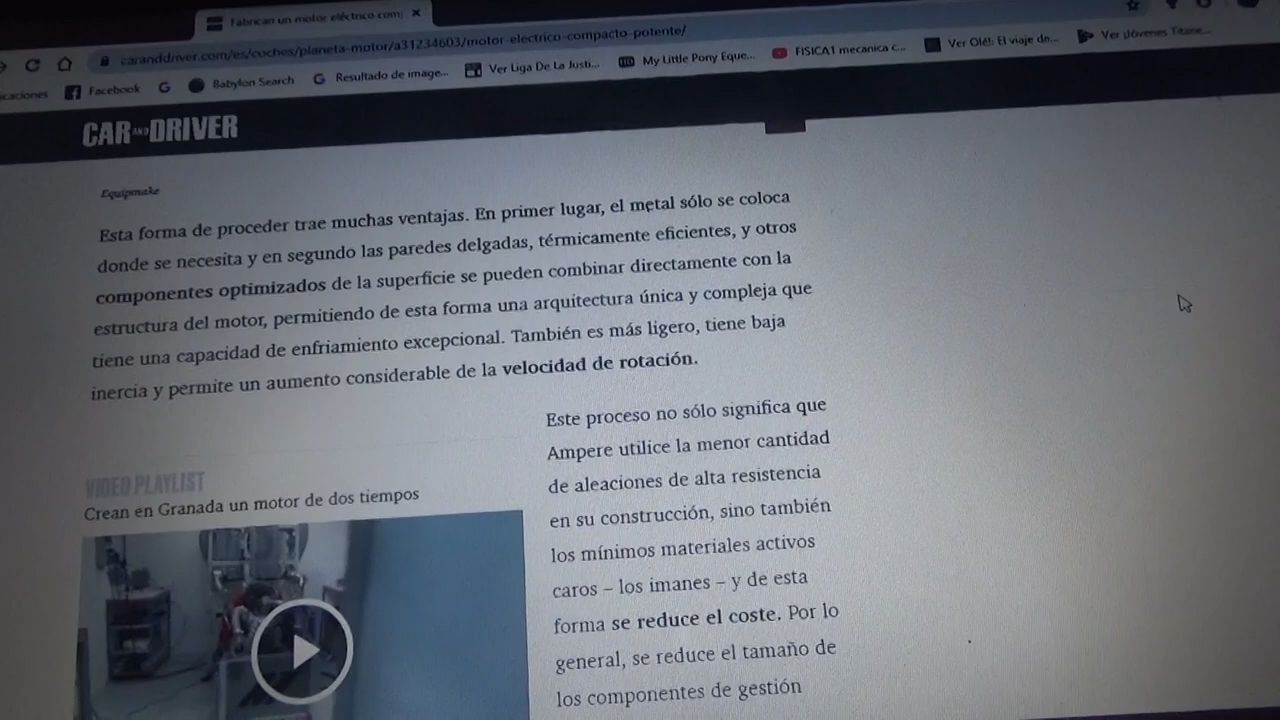 Fabrican un motor eléctrico com
caranddriver.com/es/coches/planeta-motor/a31234603/motor-electrico-compacto-potente/
caciones Facebook Babylon Search Resultado de image... Ver Liga De La Justi... My Little Pony Eque... FISICA1 mecanica c... Ver Olé!: El viaje de... Ver Jóvenes Titane...
CAR AND DRIVER
Equipmake
Esta forma de proceder trae muchas ventajas. En primer lugar, el metal sólo se coloca
donde se necesita y en segundo las paredes delgadas, térmicamente eficientes, y otros
componentes optimizados de la superficie se pueden combinar directamente con la
estructura del motor, permitiendo de esta forma una arquitectura única y compleja que
tiene una capacidad de enfriamiento excepcional. También es más ligero, tiene baja
inercia y permite un aumento considerable de la velocidad de rotación.
VIDEO PLAYLIST
Crean en Granada un motor de dos tiempos
Este proceso no sólo significa que
Ampere utilice la menor cantidad
de aleaciones de alta resistencia
en su construcción, sino también
los mínimos materiales activos
caros – los imanes – y de esta
forma se reduce el coste. Por lo
general, se reduce el tamaño de
los componentes de gestión